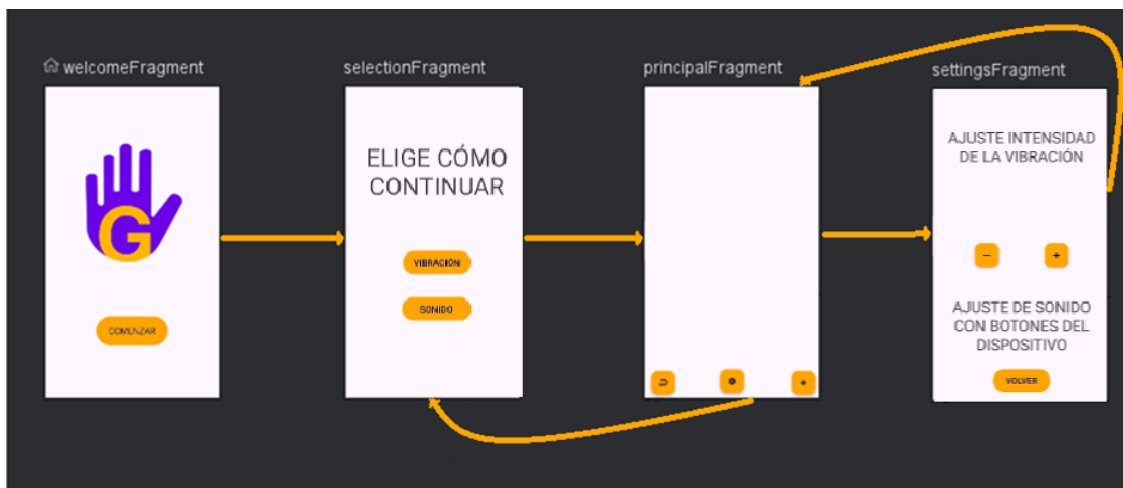 welcomeFragment
selectionFragment
principalFragment
settingsFragment
G
COMENZAR
ELIGE CÓMO
CONTINUAR
VIBRACIÓN
SONIDO
AJUSTE INTENSIDAD
DE LA VIBRACIÓN
− +
AJUSTE DE SONIDO
CON BOTONES DEL
DISPOSITIVO
VOLVER